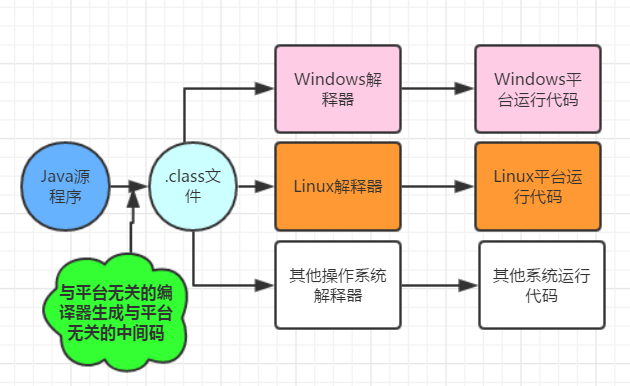 Windows解
释器
Windows平
台运行代码
Java源
程序
.class文
件
Linux解释器
Linux平台运
行代码
与平台无关的编
译器生成与平台
无关的中间码
其他操作系统
解释器
其他系统运行
代码